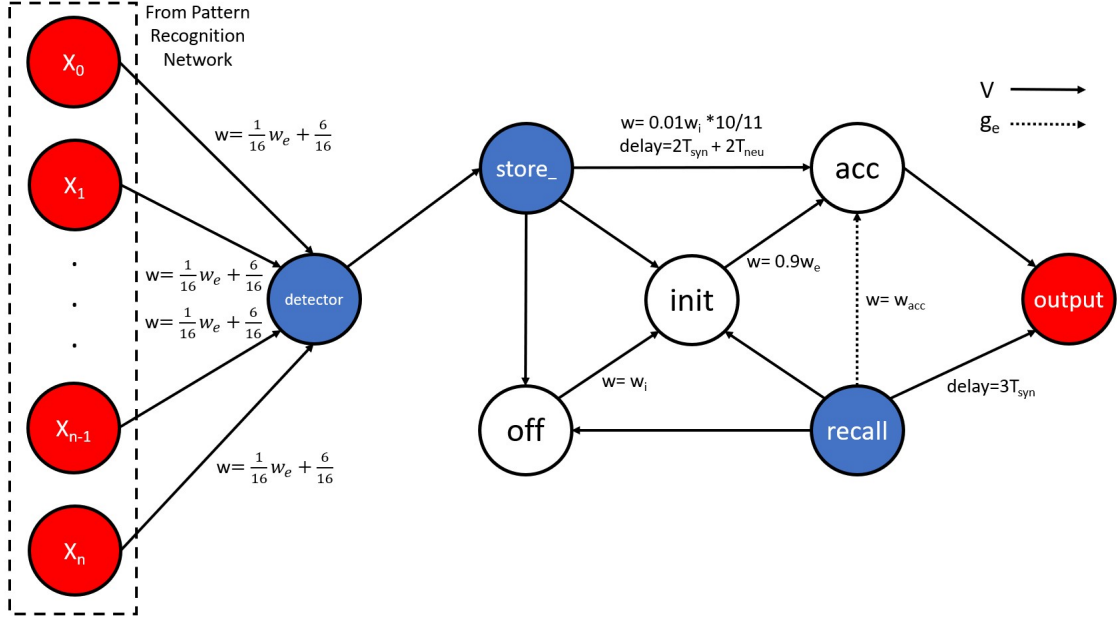 From Pattern
Recognition
Network
X₀
w= 1/16 wₑ + 6/16
X₁
.
.
.
w= 1/16 wₑ + 6/16
w= 1/16 wₑ + 6/16
detector
Xₙ₋₁
w= 1/16 wₑ + 6/16
Xₙ
store_
w= 0.01wᵢ *10/11
delay=2Tsyn + 2Tneu
acc
V
gₑ
init
w= 0.9wₑ
w= wacc
output
w= wᵢ
off
recall
delay=3Tsyn